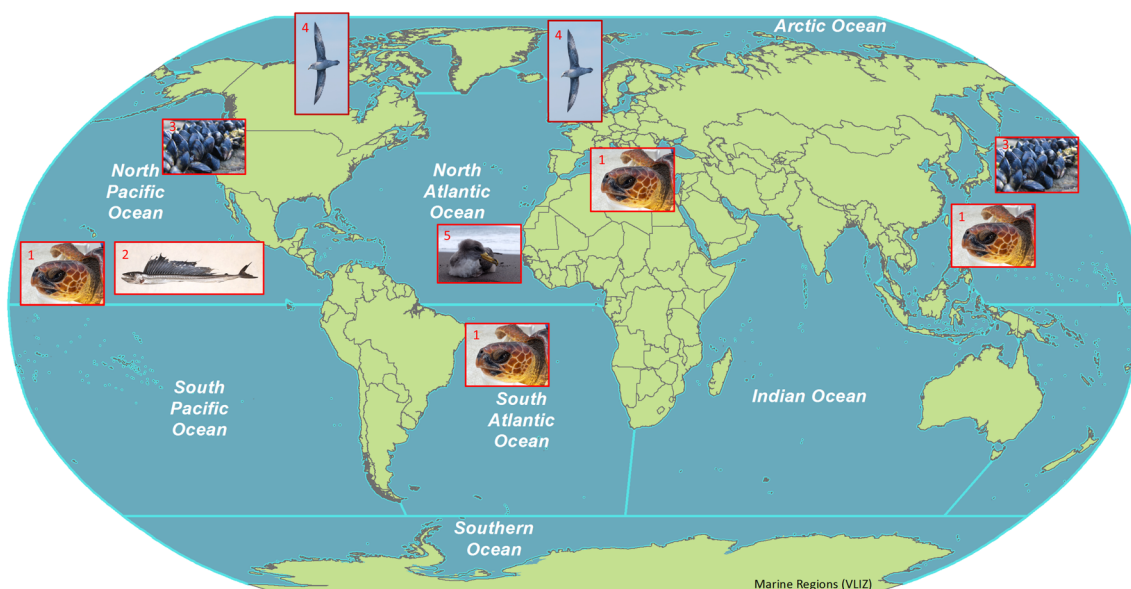 4
4
Arctic Ocean
3
3
1
North
Pacific
Ocean
North
Atlantic
Ocean
1
5
1
2
1
South
Pacific
Ocean
South
Atlantic
Ocean
Indian Ocean
Southern
Ocean
Marine Regions (VLIZ)